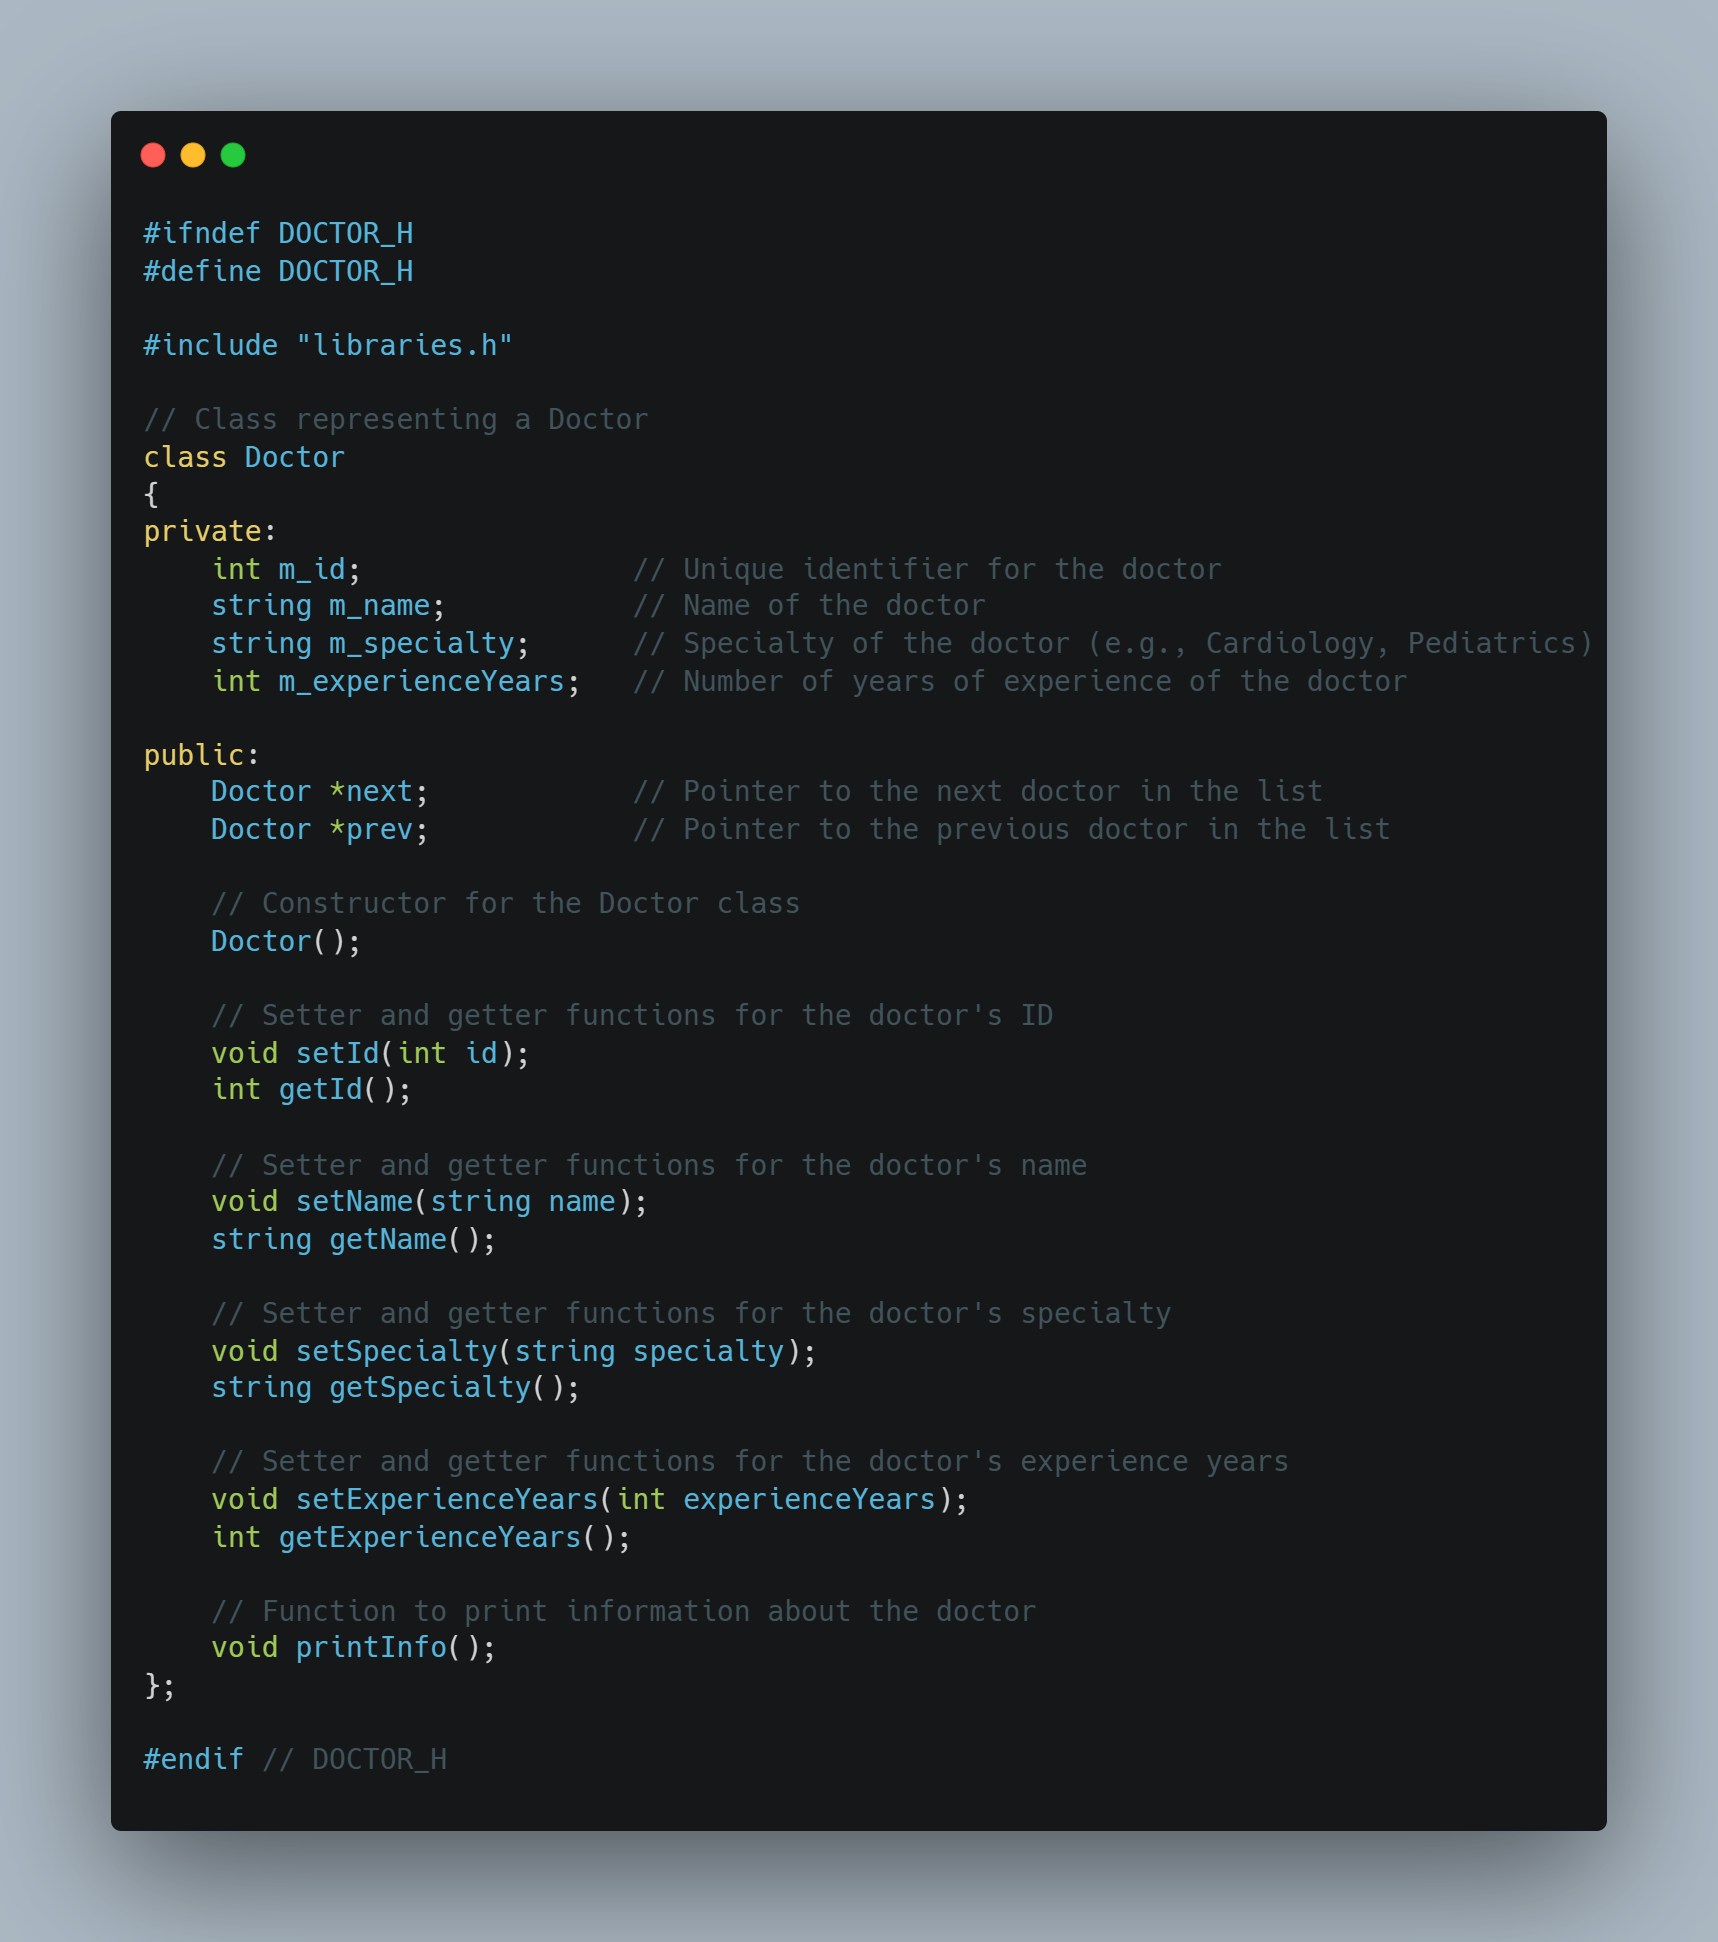 #ifndef DOCTOR_H
#define DOCTOR_H

#include "libraries.h"

// Class representing a Doctor
class Doctor
{
private:
    int m_id;                // Unique identifier for the doctor
    string m_name;           // Name of the doctor
    string m_specialty;      // Specialty of the doctor (e.g., Cardiology, Pediatrics)
    int m_experienceYears;   // Number of years of experience of the doctor

public:
    Doctor *next;            // Pointer to the next doctor in the list
    Doctor *prev;            // Pointer to the previous doctor in the list

    // Constructor for the Doctor class
    Doctor();

    // Setter and getter functions for the doctor's ID
    void setId(int id);
    int getId();

    // Setter and getter functions for the doctor's name
    void setName(string name);
    string getName();

    // Setter and getter functions for the doctor's specialty
    void setSpecialty(string specialty);
    string getSpecialty();

    // Setter and getter functions for the doctor's experience years
    void setExperienceYears(int experienceYears);
    int getExperienceYears();

    // Function to print information about the doctor
    void printInfo();
};

#endif // DOCTOR_H